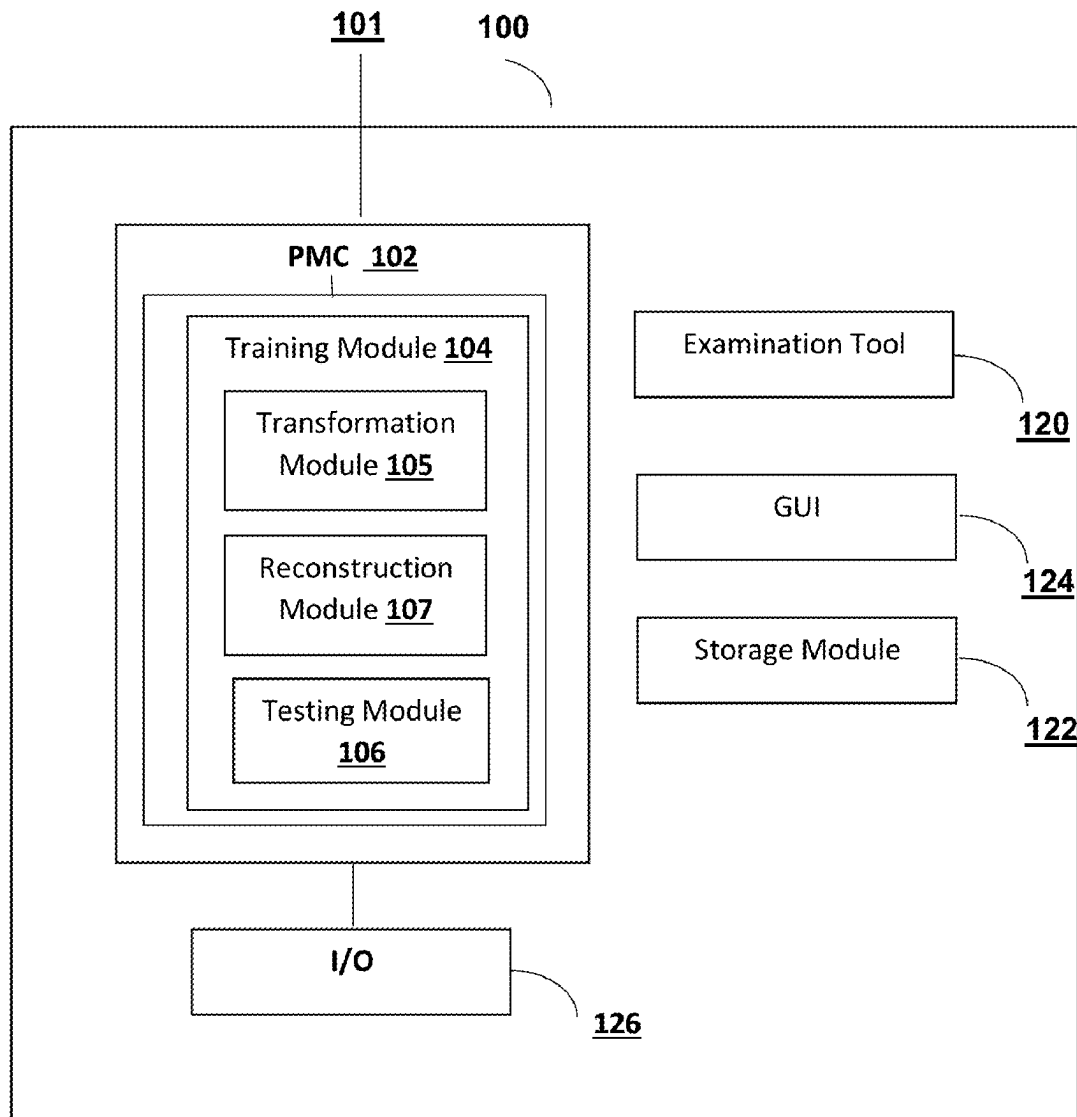 101
100
PMC 102
Training Module 104
Transformation
Module 105
Reconstruction
Module 107
Testing Module
106
Examination Tool
120
GUI
124
Storage Module
122
I/O
126